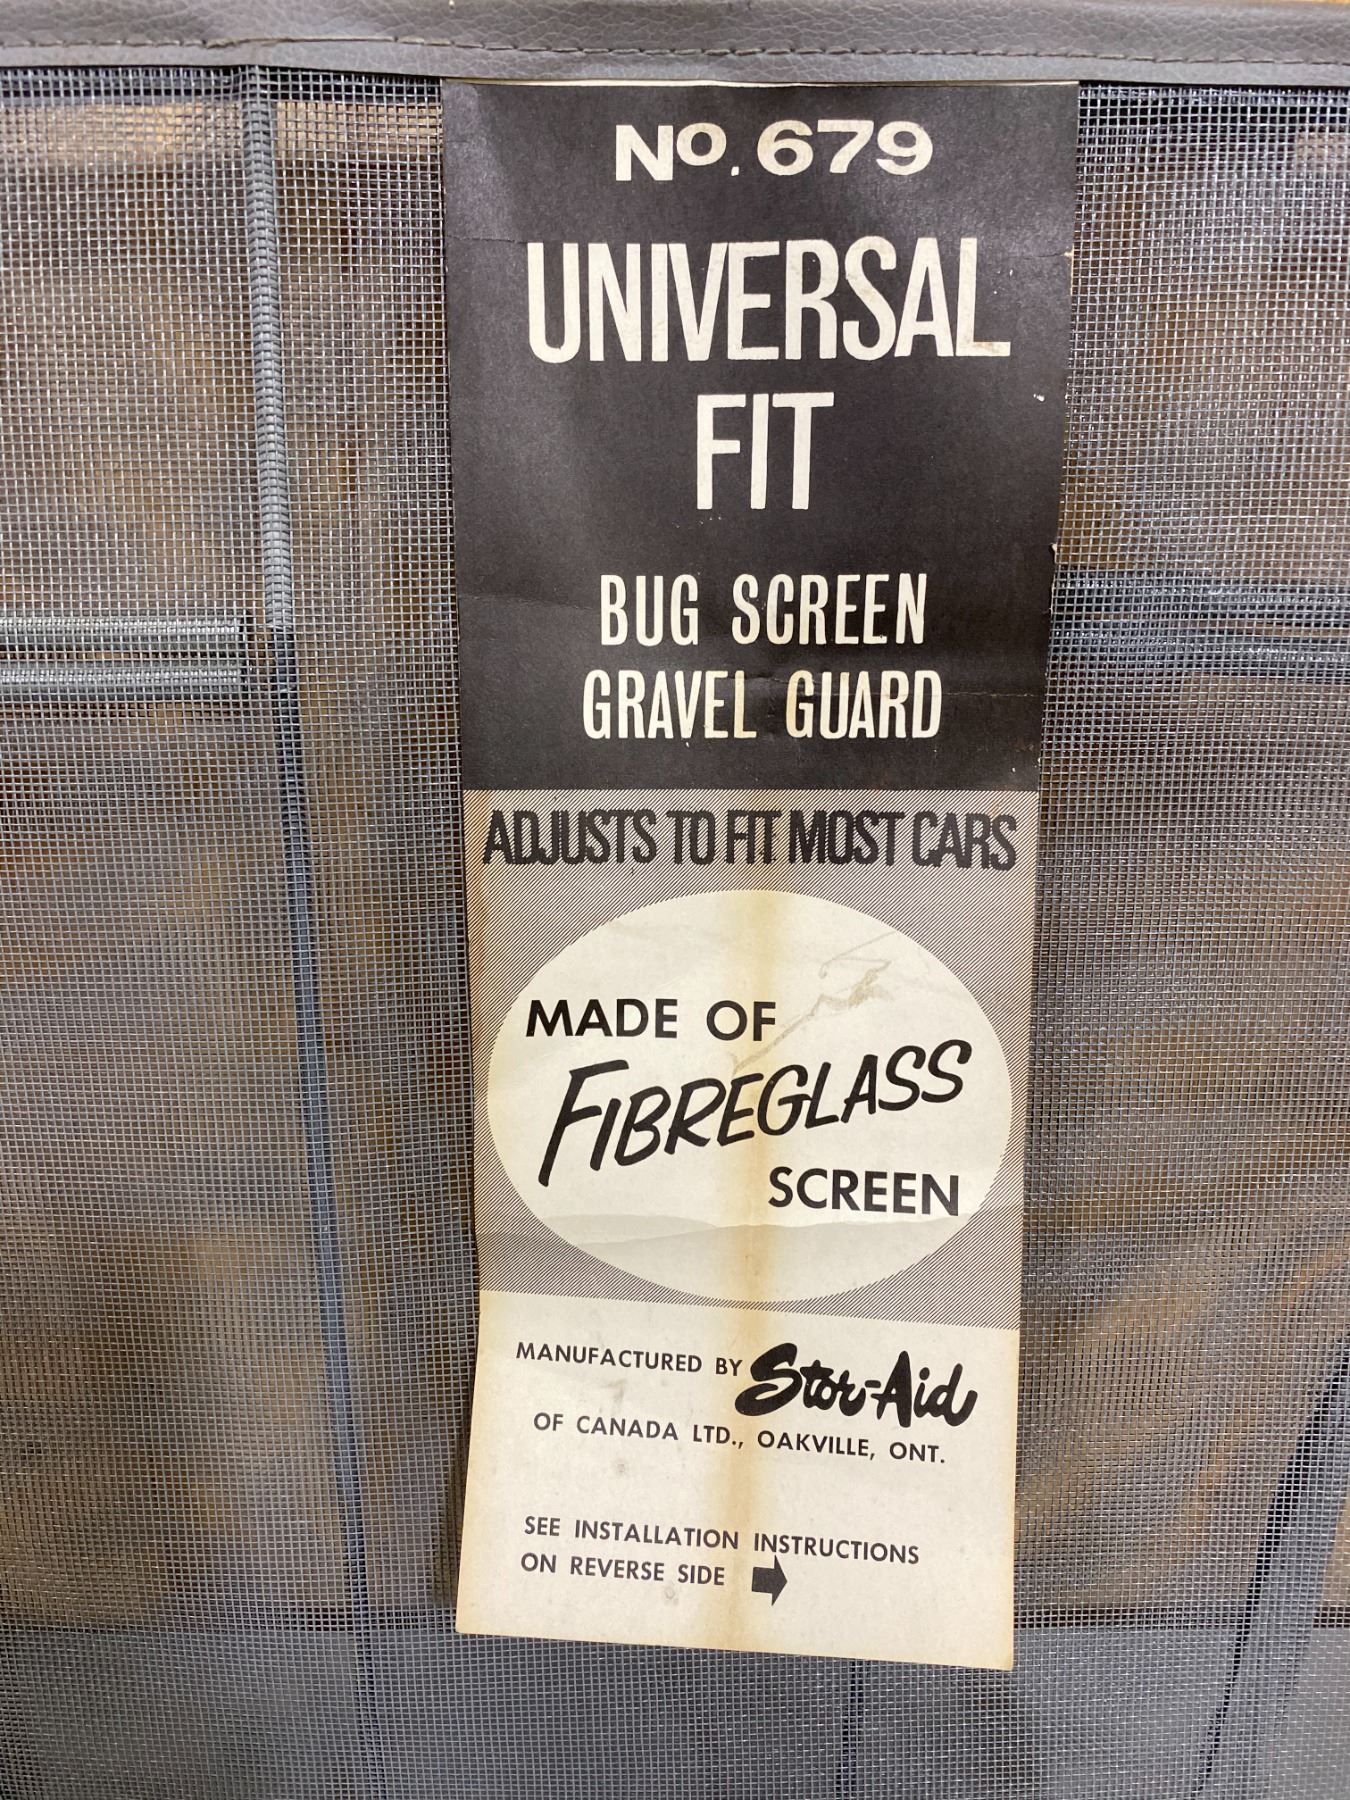 No. 679
UNIVERSAL
FIT
BUG SCREEN
GRAVEL GUARD
ADJUSTS TO FIT MOST CARS
MADE OF
FIBREGLASS
SCREEN
MANUFACTURED BY Stor-Aid
OF CANADA LTD., OAKVILLE, ONT.
SEE INSTALLATION INSTRUCTIONS
ON REVERSE SIDE